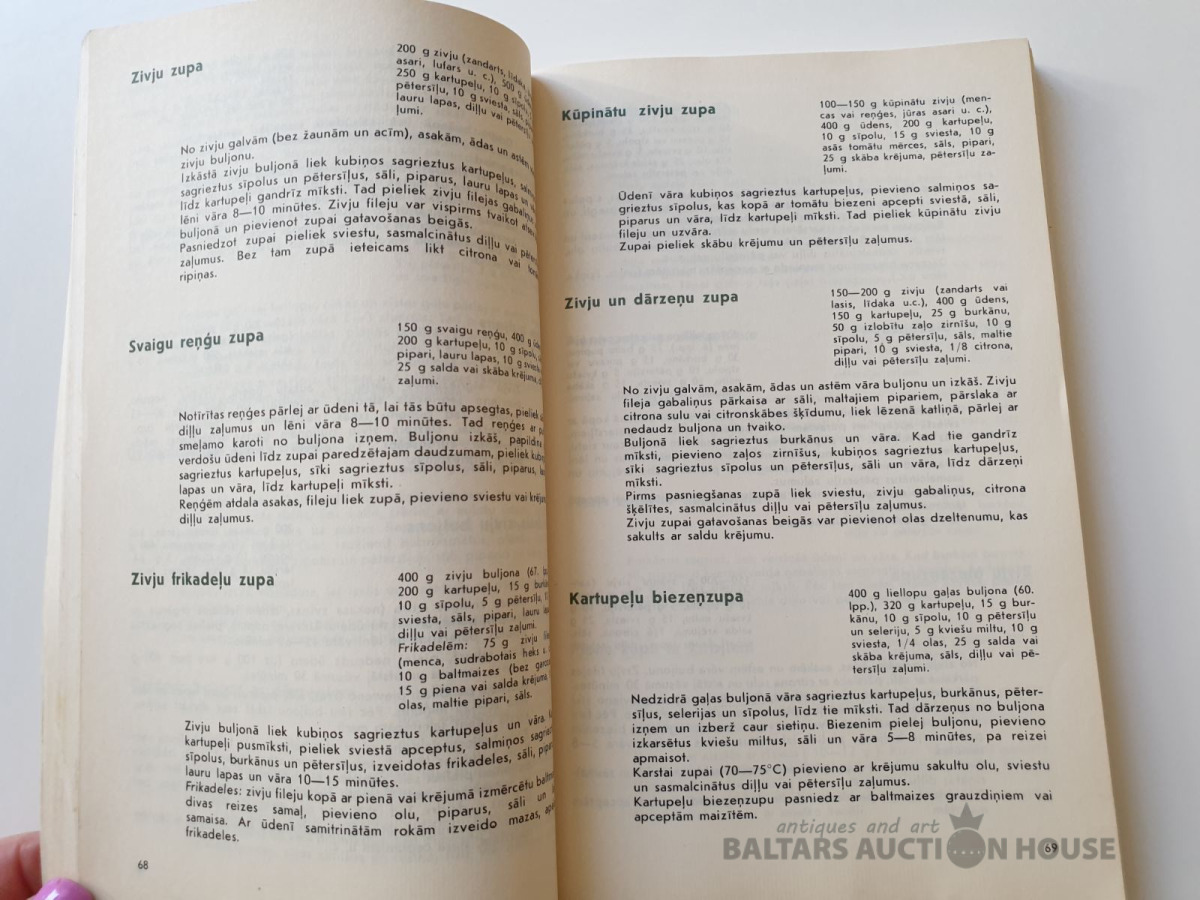 Zivju zupa
200 g zivju (zandarts, līdaka,
asari, lufars u. c.), 500 g
250 g kartupeļu, 10 g sīpolu,
pētersīļu, 10 g sviesta, sāls,
lauru lapas, diļļu vai pētersīļu
ļumi.
No zivju galvām (bez žaunām un acīm), asakām, ādas un astēm
zivju buljonu.
Izkāstā zivju buljonā liek kubiņos sagrieztus kartupeļus,
sagrieztus sīpolus un pētersīļus, sāli, piparus, lauru lapas un
līdz kartupeļi gandrīz mīksti. Tad pieliek zivju filejas gabaliņus,
lēni vāra 8—10 minūtes. Zivju fileju var vispirms tvaikot
buljonā un pievienot zupai gatavošanas beigās.
Pasniedzot zupai pieliek sviestu, sasmalcinātus diļļu vai
zaļumus. Bez tam zupā ieteicams likt citrona vai
ripiņas.
Svaigu reņģu zupa
150 g svaigu reņģu, 400 g
200 g kartupeļu, 10 g sīpolu,
pipari, lauru lapas, 10 g sviesta,
25 g salda vai skāba krējuma,
zaļumi.
Notīrītas reņģes pārlej ar ūdeni tā, lai tās būtu apsegtas, pieliek
diļļu zaļumus un lēni vāra 8—10 minūtes. Tad reņģes ar
smeļamo karoti no buljona izņem. Buljonu izkāš, papildina
verdošu ūdeni līdz zupai paredzētajam daudzumam, pieliek
sagrieztus kartupeļus, sīki sagrieztus sīpolus, sāli, piparus,
lapas un vāra, līdz kartupeļi mīksti.
Reņģēm atdala asakas, fileju liek zupā, pievieno sviestu vai krējumu,
diļļu zaļumus.
Zivju frikadeļu zupa
400 g zivju buljona (67.
200 g kartupeļu, 15 g
10 g sīpolu, 5 g pētersīļu,
sviesta, sāls, pipari, lauru
diļļu vai pētersīļu zaļumi.
Frikadelēm: 75 g zivju
(menca, sudrabotais heks u.
10 g baltmaizes (bez
15 g piena vai salda krējuma,
olas, maltie pipari, sāls.
Zivju buljonā liek kubiņos sagrieztus kartupeļus un vāra.
kartupeļi pusmīksti, pieliek sviestā apceptus, salmiņos
sīpolus, burkānus un pētersīļus, izveidotas frikadeles, sāli,
lauru lapas un vāra 10—15 minūtes.
Frikadeles: zivju fileju kopā ar pienā vai krējumā izmērcētu
divas reizes samaļ, pievieno olu, piparus, sāli un
samaisa. Ar ūdenī samitrinātām rokām izveido mazas,
frikadeles.
68
Kūpinātu zivju zupa
100—150 g kūpinātu zivju (men-
cas vai reņģes, jūras asari u. c.),
400 g ūdens, 200 g kartupeļu,
10 g sīpolu, 15 g sviesta, 10 g
asās tomātu mērces, sāls, pipari,
25 g skāba krējuma, pētersīļu za-
ļumi.
Ūdenī vāra kubiņos sagrieztus kartupeļus, pievieno salmiņos sa-
grieztus sīpolus, kas kopā ar tomātu biezeni apcepti sviestā, sāli,
piparus un vāra, līdz kartupeļi mīksti. Tad pieliek kūpinātu zivju
fileju un uzvāra.
Zupai pieliek skābu krējumu un pētersīļu zaļumus.
Zivju un dārzeņu zupa
150—200 g zivju (zandarts vai
lasis, līdaka u.c.), 400 g ūdens,
150 g kartupeļu, 25 g burkānu,
50 g izlobītu zaļo zirnīšu, 10 g
sīpolu, 5 g pētersīļu, sāls, maltie
pipari, 10 g sviesta, 1/8 citrona,
diļļu vai pētersīļu zaļumi.
No zivju galvām, asakām, ādas un astēm vāra buljonu un izkāš. Zivju
fileja gabaliņus pārkaisa ar sāli, maltajiem pipariem, pārslaka ar
citrona sulu vai citronskābes šķīdumu, liek lēzenā katliņā, pārlej ar
nedaudz buljona un tvaiko.
Buljonā liek sagrieztus burkānus un vāra. Kad tie gandrīz
mīksti, pievieno zaļos zirnīšus, kubiņos sagrieztus kartupeļus,
sīki sagrieztus sīpolus un pētersīļus, sāli un vāra, līdz dārzeņi
mīksti.
Pirms pasniegšanas zupā liek sviestu, zivju gabaliņus, citrona
šķēlītes, sasmalcinātus diļļu vai pētersīļu zaļumus.
Zivju zupai gatavošanas beigās var pievienot olas dzeltenumu, kas
sakults ar saldu krējumu.
Kartupeļu biezeņzupa
400 g liellopu gaļas buljona (60.
lpp.), 320 g kartupeļu, 15 g bur-
kānu, 10 g sīpolu, 10 g pētersīļu
un seleriju, 5 g kviešu miltu, 10 g
sviesta, 1/4 olas, 25 g salda vai
skāba krējuma, sāls, diļļu vai pē-
tersīļu zaļumi.
Nedzidrā gaļas buljonā vāra sagrieztus kartupeļus, burkānus, pēter-
sīļus, selerijas un sīpolus, līdz tie mīksti. Tad dārzeņus no buljona
izņem un izberž caur sietiņu. Biezenim pielej buljonu, pievieno
izkarsētus kviešu miltus, sāli un vāra 5—8 minūtes, pa reizei
apmaisot.
Karstai zupai (70—75°C) pievieno ar krējumu sakultu olu, sviestu
un sasmalcinātus diļļu vai pētersīļu zaļumus.
Kartupeļu biezeņzupu pasniedz ar baltmaizes grauzdiņiem vai
apceptām maizītēm.
69
antiques and art
BALTARS AUCTION HOUSE